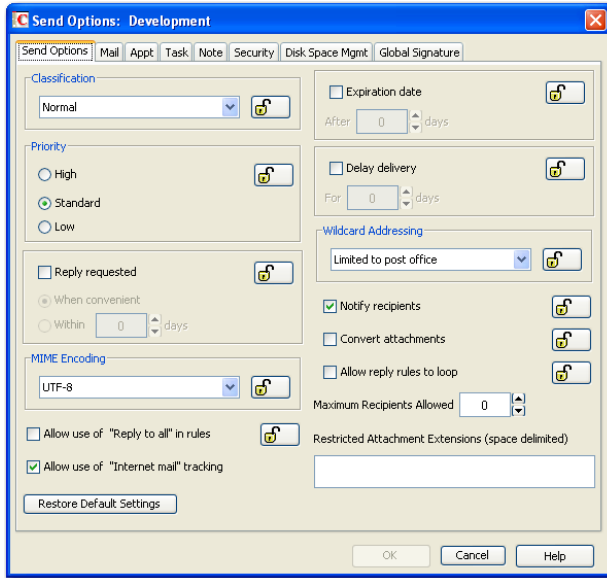 Send Options: Development
Send Options Mail Appt Task Note Security Disk Space Mgmt Global Signature
Classification
Normal
Priority
High
Standard
Low
Reply requested
When convenient
Within 0 days
MIME Encoding
UTF-8
Allow use of "Reply to all" in rules
Allow use of "Internet mail" tracking
Restore Default Settings
Expiration date
After 0 days
Delay delivery
For 0 days
Wildcard Addressing
Limited to post office
Notify recipients
Convert attachments
Allow reply rules to loop
Maximum Recipients Allowed 0
Restricted Attachment Extensions (space delimited)
OK Cancel Help